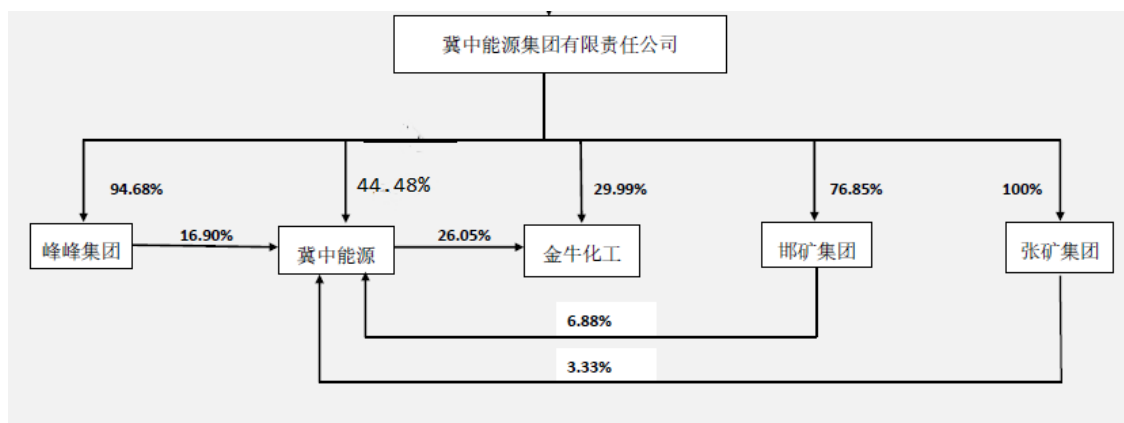 冀中能源集团有限责任公司
94.68%
44.48%
29.99%
76.85%
100%
峰峰集团
16.90%
冀中能源
26.05%
金牛化工
邯矿集团
张矿集团
6.88%
3.33%